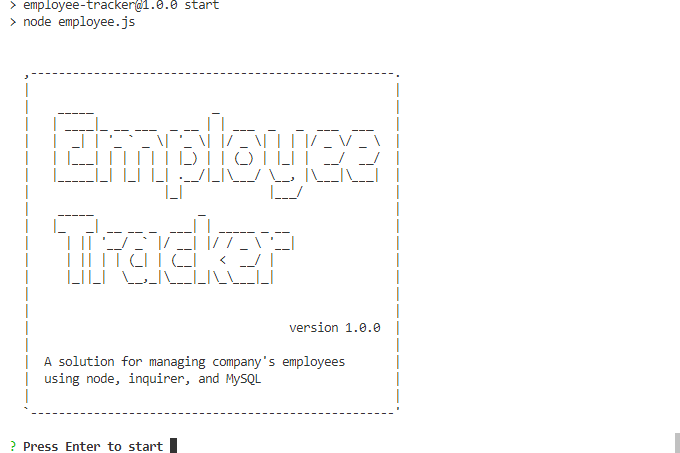 > employee-tracker@1.0.0 start
> node employee.js
Employee
Tracker
version 1.0.0
A solution for managing company's employees
using node, inquirer, and MySQL
? Press Enter to start